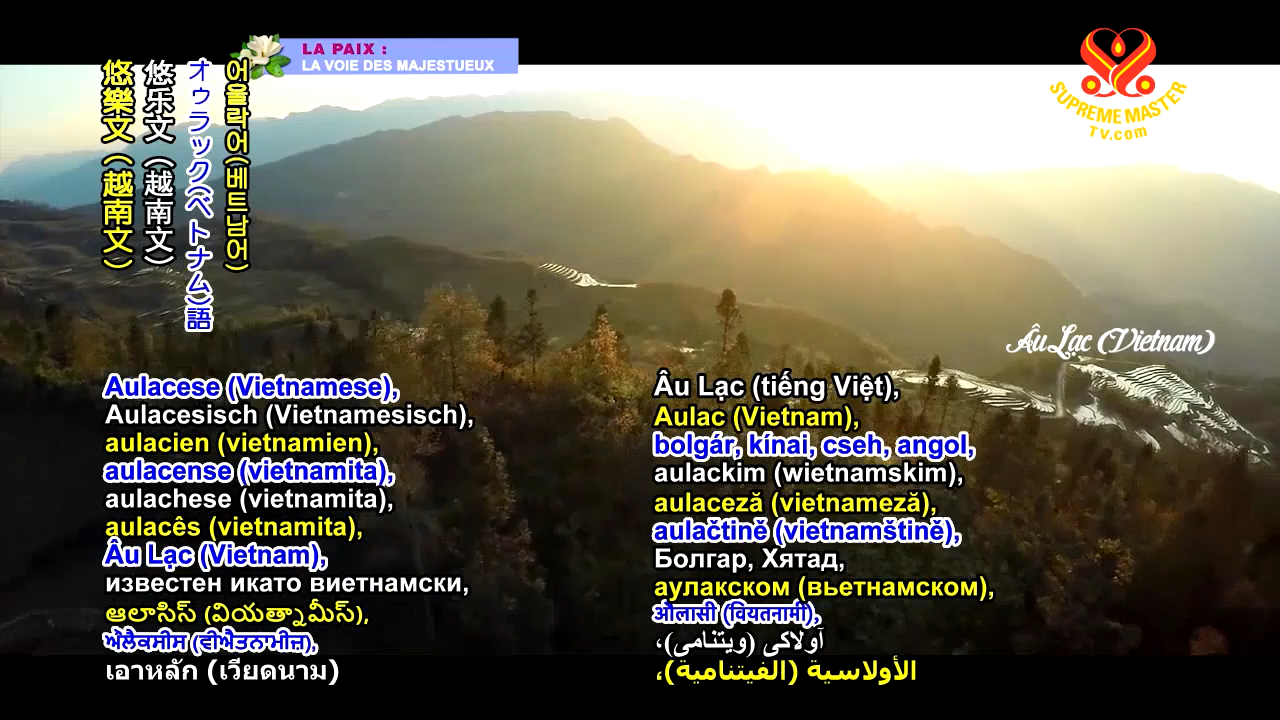 LA PAIX :
LA VOIE DES MAJESTUEUX
SUPREME MASTER
TV.com
悠樂文（越南文）
悠乐文（越南文）
オゥラック(ベトナム)語
어울락어(베트남어)
Âu Lạc (Vietnam)
Aulacese (Vietnamese),
Aulacesisch (Vietnamesisch),
aulacien (vietnamien),
aulacense (vietnamita),
aulachese (vietnamita),
aulacês (vietnamita),
Âu Lạc (Vietnam),
известен икато виетнамски,
ఆలాసిస్ (వియత్నామీస్),
ਔਲੈਕਸੀਸ (ਵੀਐਤਨਾਮੀਜ਼),
เอาหลัก (เวียดนาม)
Âu Lạc (tiếng Việt),
Aulac (Vietnam),
bolgár, kínai, cseh, angol,
aulackim (wietnamskim),
aulaceză (vietnameză),
aulačtině (vietnamštině),
Болгар, Хятад,
аулакском (вьетнамском),
औलासी (वियतनामी),
آولاکی (ویتنامی)،
الأولاسية (الفيتنامية)،